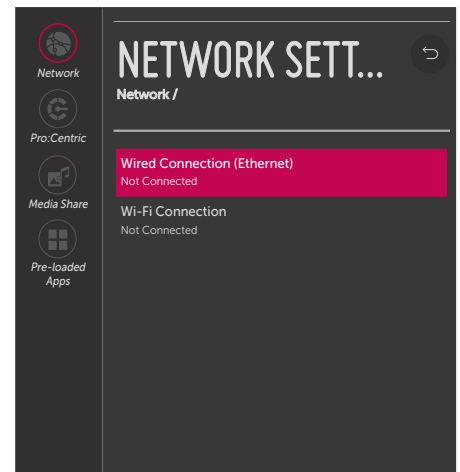 NETWORK SETT...
Network /
Network
Pro:Centric
Media Share
Pre-loaded
Apps
Wired Connection (Ethernet)
Not Connected
Wi-Fi Connection
Not Connected